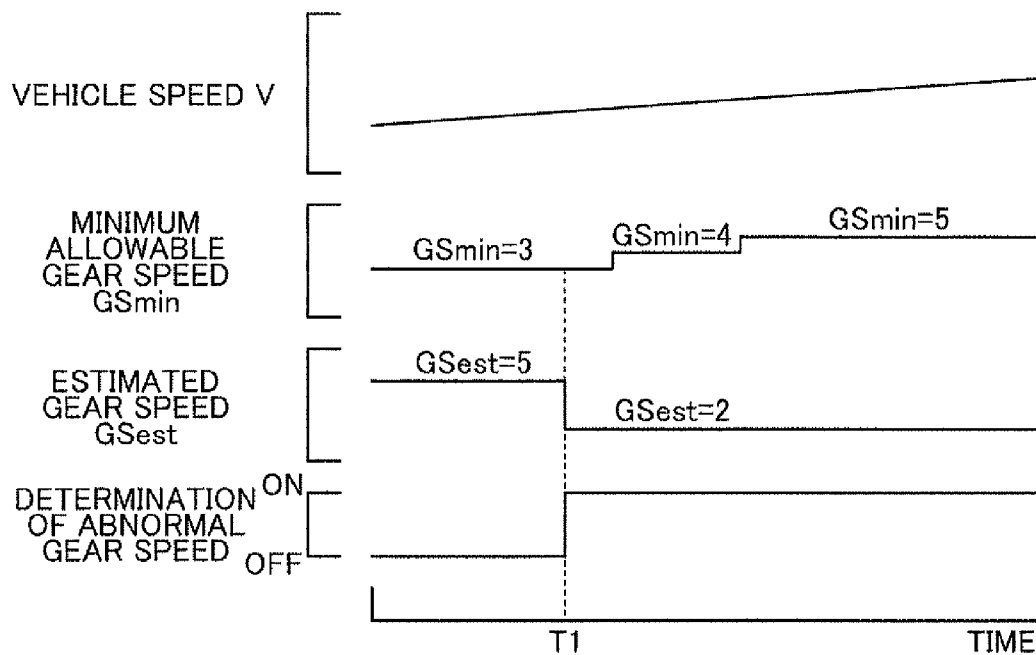 VEHICLE SPEED V
MINIMUM
ALLOWABLE
GEAR SPEED
GSmin
GSmin=3
GSmin=4
GSmin=5
ESTIMATED
GEAR SPEED
GSest
GSest=5
GSest=2
DETERMINATION
OF ABNORMAL
GEAR SPEED
ON
OFF
T1
TIME